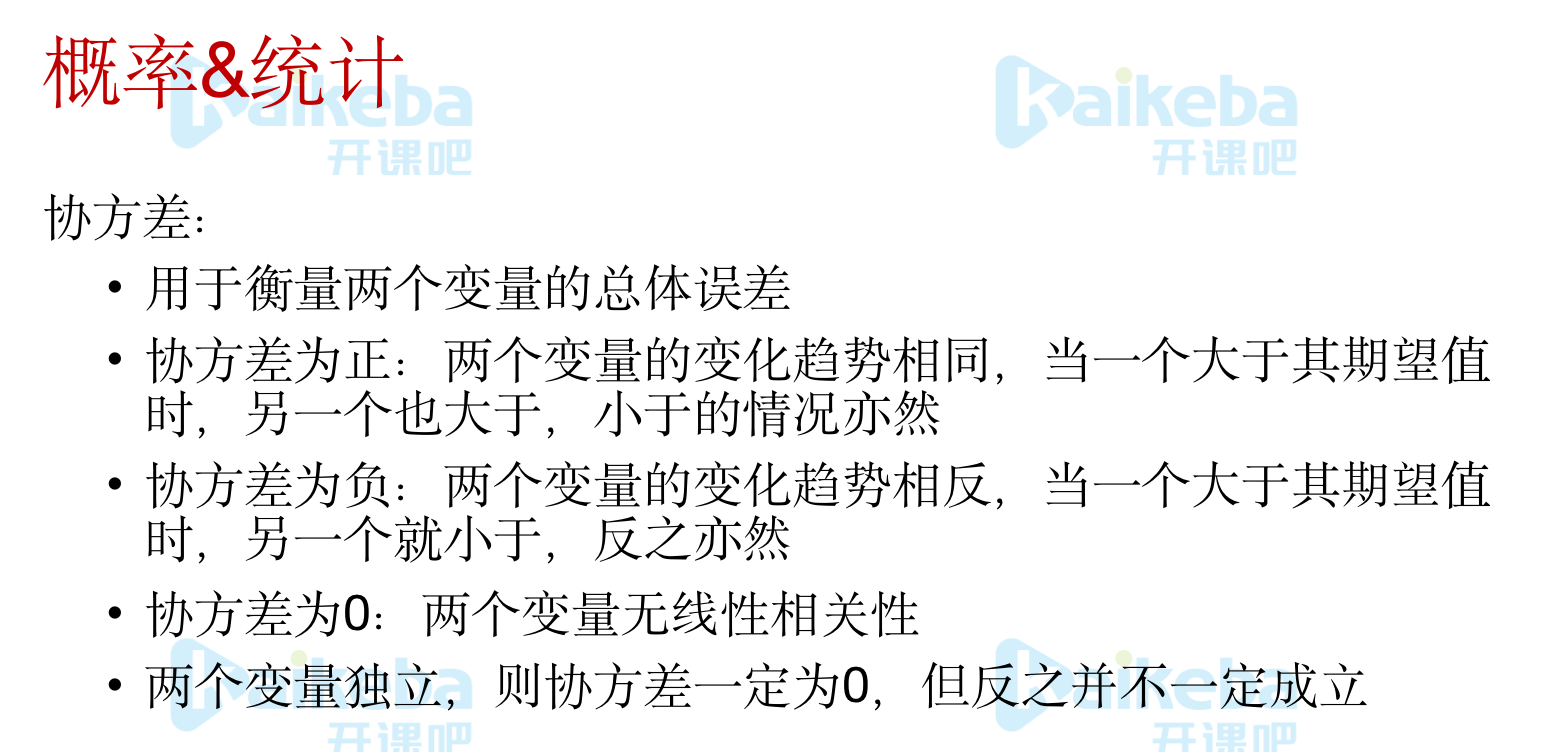 概率&统计
kaikeba
开课吧
kaikeba
开课吧
协方差：
• 用于衡量两个变量的总体误差
• 协方差为正：两个变量的变化趋势相同，当一个大于其期望值
时，另一个也大于，小于的情况亦然
• 协方差为负：两个变量的变化趋势相反，当一个大于其期望值
时，另一个就小于，反之亦然
• 协方差为0：两个变量无线性相关性
• 两个变量独立，则协方差一定为0，但反之并不一定成立
kaikeba
开课吧
kaikeba
开课吧